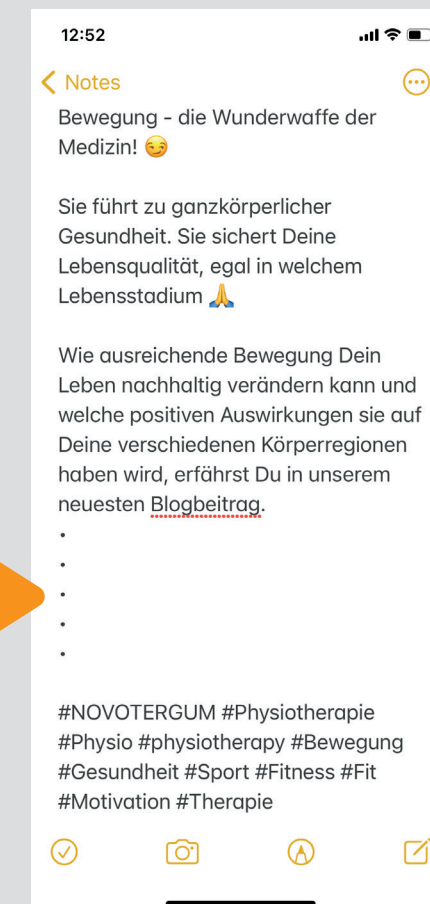 12:52
Notes
Bewegung - die Wunderwaffe der
Medizin! 😏
Sie führt zu ganzkörperlicher
Gesundheit. Sie sichert Deine
Lebensqualität, egal in welchem
Lebensstadium 🙏
Wie ausreichende Bewegung Dein
Leben nachhaltig verändern kann und
welche positiven Auswirkungen sie auf
Deine verschiedenen Körperregionen
haben wird, erfährst Du in unserem
neuesten Blogbeitrag.
•
•
•
•
•
#NOVOTERGUM #Physiotherapie
#Physio #physiotherapy #Bewegung
#Gesundheit #Sport #Fitness #Fit
#Motivation #Therapie